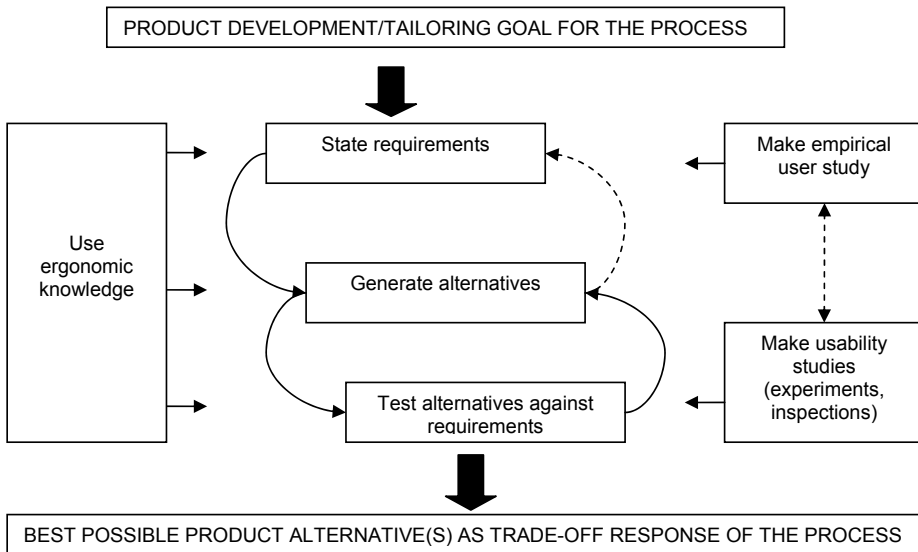 PRODUCT DEVELOPMENT/TAILORING GOAL FOR THE PROCESS
State requirements
Make empirical
user study
Use
ergonomic
knowledge
Generate alternatives
Make usability
studies
(experiments,
inspections)
Test alternatives against
requirements
BEST POSSIBLE PRODUCT ALTERNATIVE(S) AS TRADE-OFF RESPONSE OF THE PROCESS